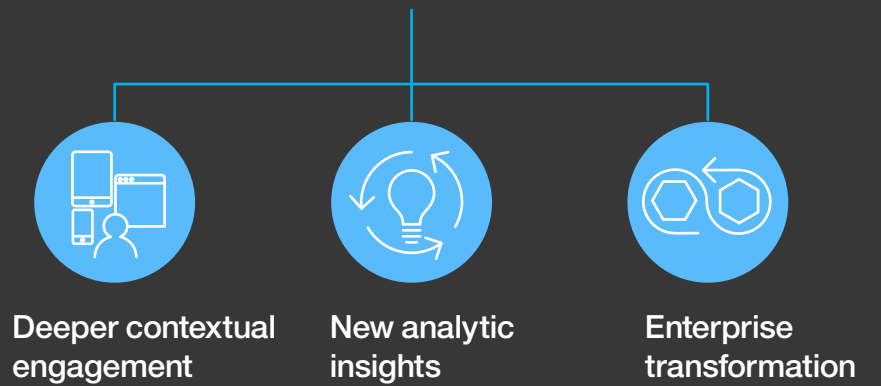 Deeper contextual
engagement
New analytic
insights
Enterprise
transformation